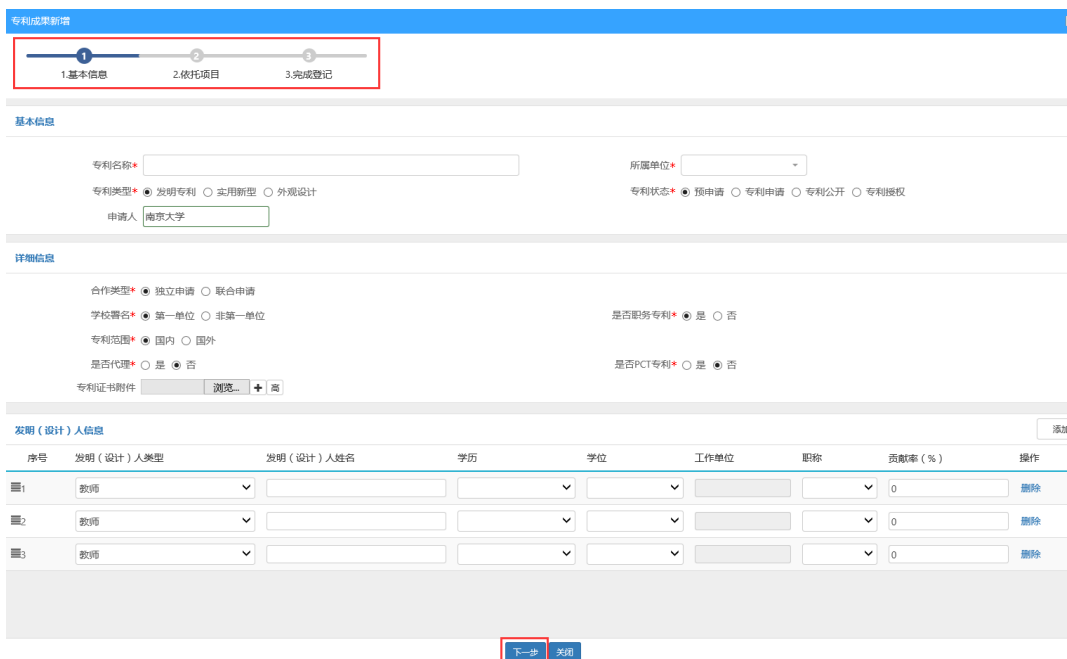 专利成果新增
1 2 3
1.基本信息 2.依托项目 3.完成登记
基本信息
专利名称* 所属单位*
专利类型* 发明专利 实用新型 外观设计 专利状态* 预申请 专利申请 专利公开 专利授权
申请人 南京大学
详细信息
合作类型* 独立申请 联合申请
学校署名* 第一单位 非第一单位 是否职务专利* 是 否
专利范围* 国内 国外
是否代理* 是 否 是否PCT专利* 是 否
专利证书附件 浏览... + 高
发明（设计）人信息 添加
序号 发明（设计）人类型 发明（设计）人姓名 学历 学位 工作单位 职称 贡献率（%） 操作
1 教师 0 删除
2 教师 0 删除
3 教师 0 删除
下一步 关闭